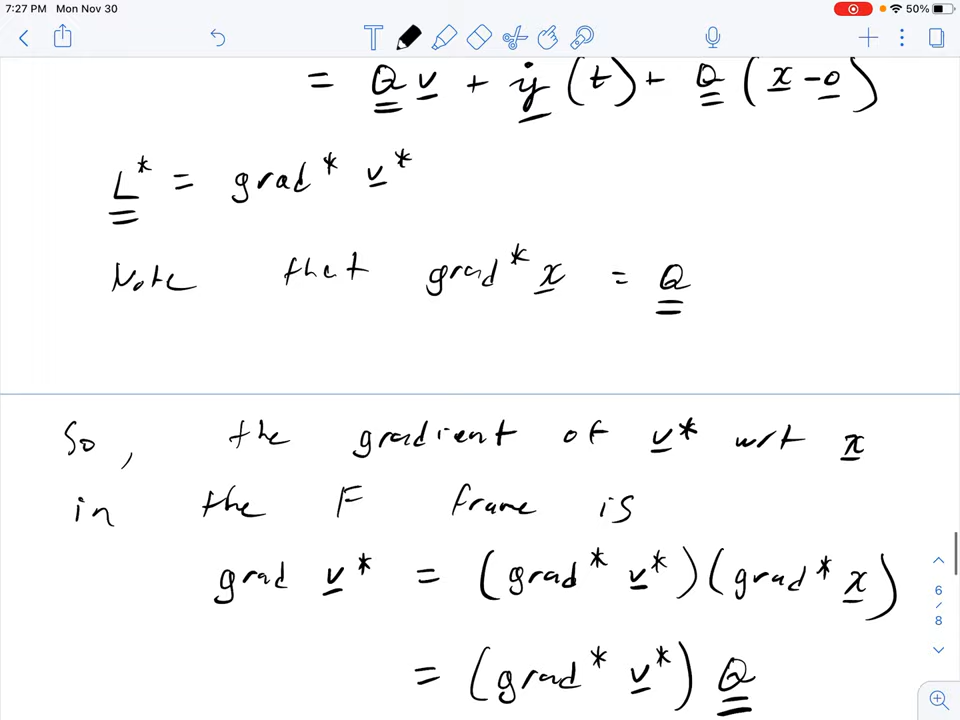 7:27 PM Mon Nov 30 50%
= Q v + ẏ (t) + Q (x - o)
L* = grad* v*
Note that grad* x = Q
So, the gradient of v* wrt x
in the F frame is
grad v* = (grad* v*)(grad* x)
= (grad* v*) Q
6
/
8